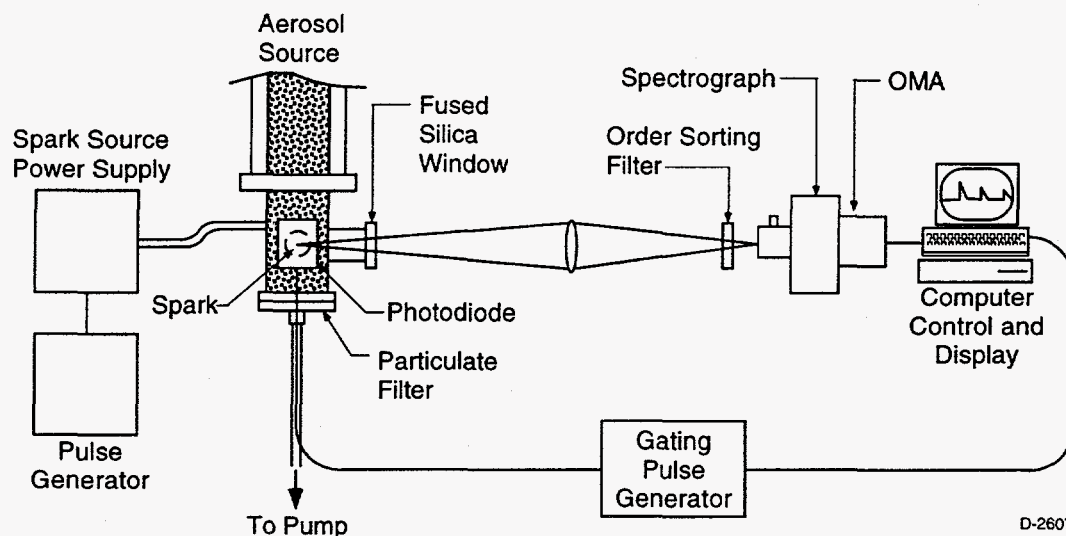 Aerosol
Source
Spark Source
Power Supply
Fused
Silica
Window
Spectrograph
OMA
Order Sorting
Filter
Spark
Photodiode
Particulate
Filter
Computer
Control and
Display
Pulse
Generator
Gating
Pulse
Generator
To Pump
D-2607